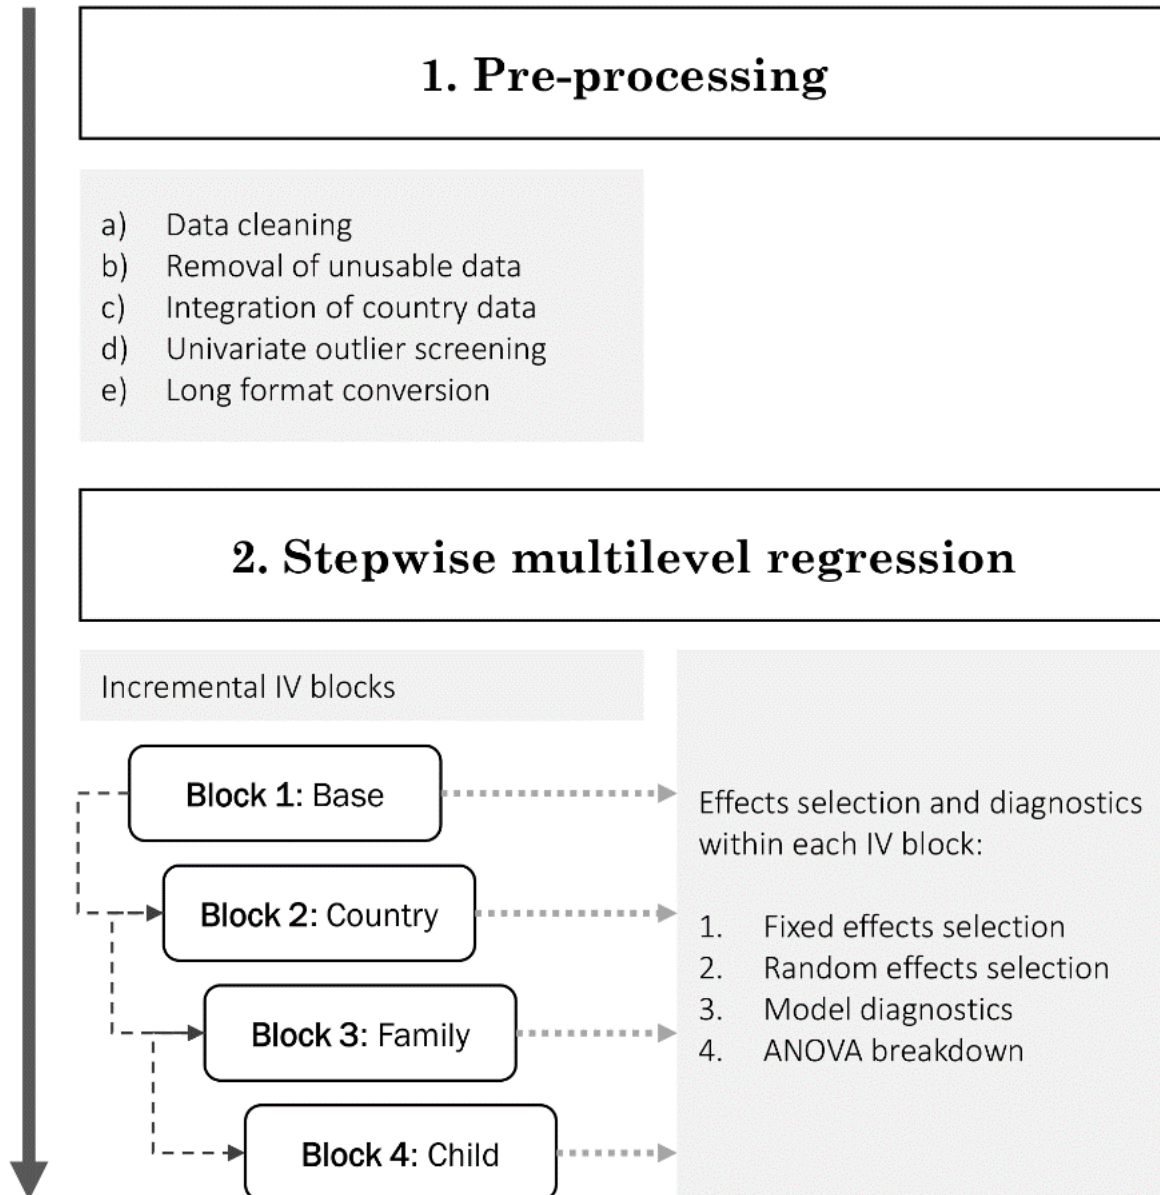 1. Pre-processing
a) Data cleaning
b) Removal of unusable data
c) Integration of country data
d) Univariate outlier screening
e) Long format conversion
2. Stepwise multilevel regression
Incremental IV blocks
Block 1: Base
Block 2: Country
Block 3: Family
Block 4: Child
Effects selection and diagnostics
within each IV block:
1. Fixed effects selection
2. Random effects selection
3. Model diagnostics
4. ANOVA breakdown